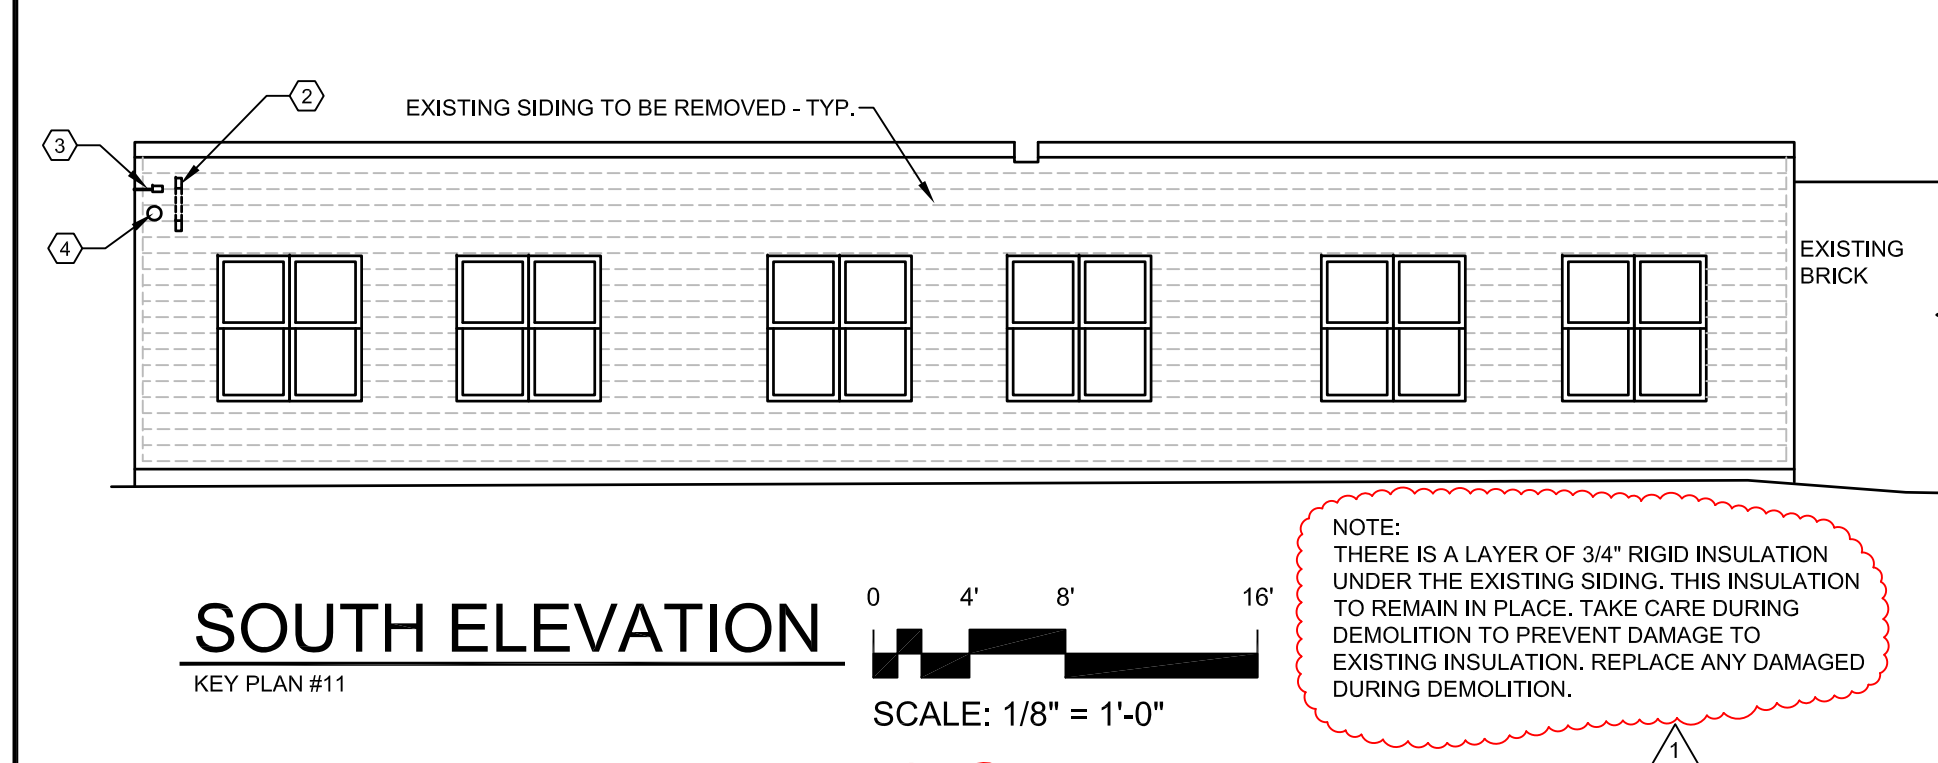 2
EXISTING SIDING TO BE REMOVED - TYP.
3
4
EXISTING
BRICK
SOUTH ELEVATION
KEY PLAN #11
0 4' 8' 16'
SCALE: 1/8" = 1'-0"
NOTE:
THERE IS A LAYER OF 3/4" RIGID INSULATION
UNDER THE EXISTING SIDING. THIS INSULATION
TO REMAIN IN PLACE. TAKE CARE DURING
DEMOLITION TO PREVENT DAMAGE TO
EXISTING INSULATION. REPLACE ANY DAMAGED
DURING DEMOLITION.
1